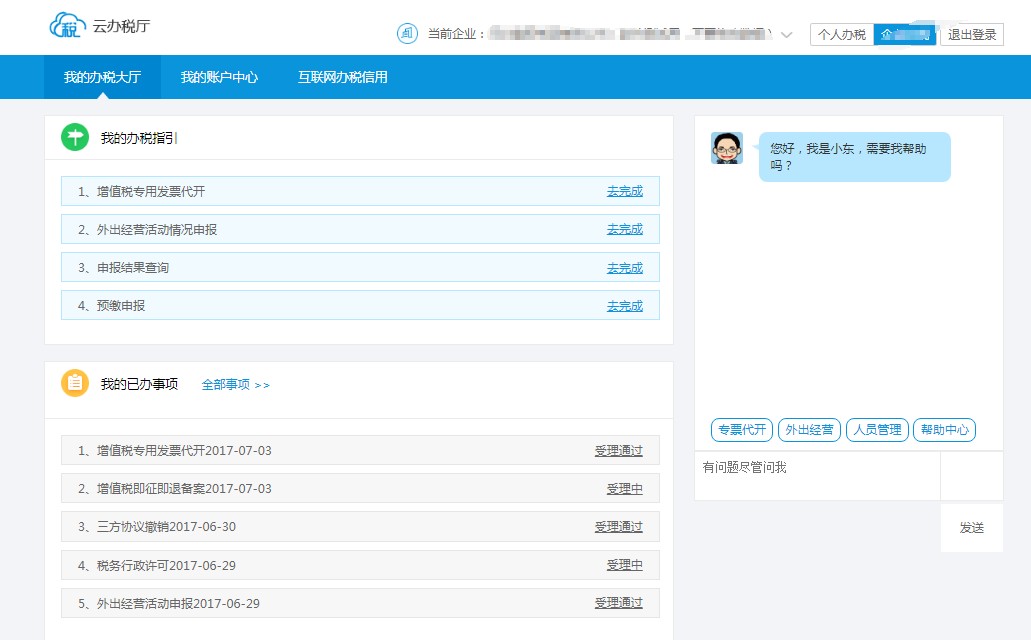 税 云办税厅
当前企业：
个人办税
退出登录
我的办税大厅 我的账户中心 互联网办税信用
我的办税指引
1、增值税专用发票代开 去完成
2、外出经营活动情况申报 去完成
3、申报结果查询 去完成
4、预缴申报 去完成
我的已办事项 全部事项 >>
1、增值税专用发票代开2017-07-03 受理通过
2、增值税即征即退备案2017-07-03 受理中
3、三方协议撤销2017-06-30 受理通过
4、税务行政许可2017-06-29 受理中
5、外出经营活动申报2017-06-29 受理通过
您好，我是小东，需要我帮助
吗？
专票代开 外出经营 人员管理 帮助中心
有问题尽管问我
发送